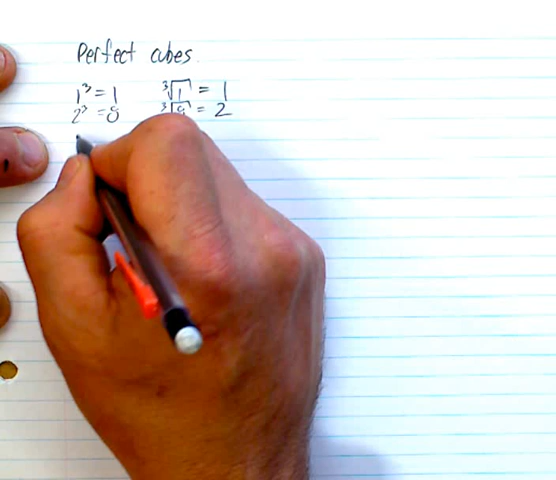 Perfect cubes
1³ = 1 ∛1 = 1
2³ = 8 ∛8 = 2